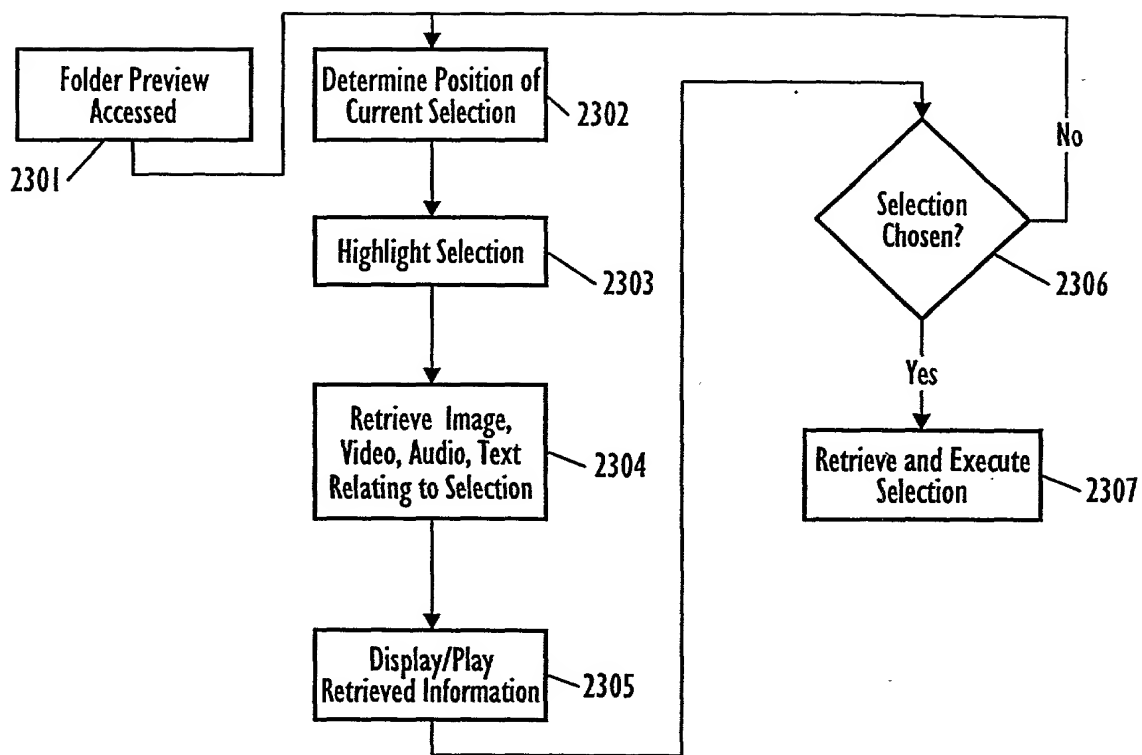 Folder Preview
Accessed
2301
Determine Position of
Current Selection
2302
Highlight Selection
2303
Retrieve Image,
Video, Audio, Text
Relating to Selection
2304
Display/Play
Retrieved Information
2305
Selection
Chosen?
2306
No
Yes
Retrieve and Execute
Selection
2307